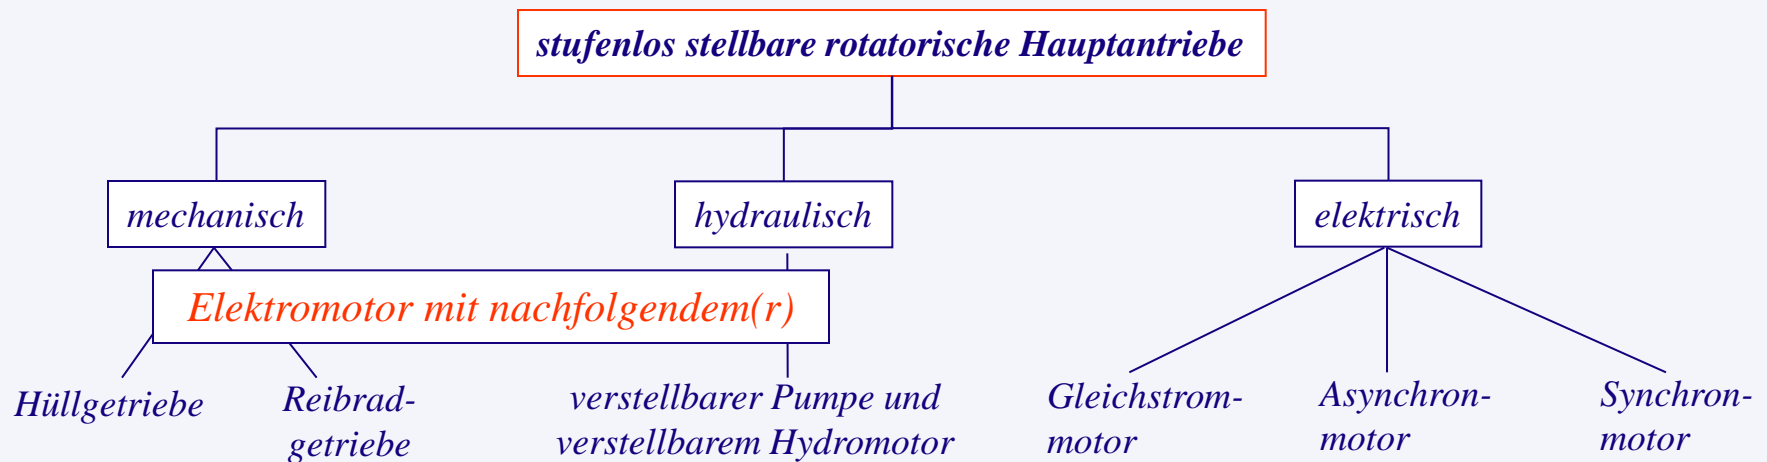 stufenlos stellbare rotatorische Hauptantriebe
mechanisch
hydraulisch
elektrisch
Elektromotor mit nachfolgendem(r)
Hüllgetriebe
Reibrad-
getriebe
verstellbarer Pumpe und
verstellbarem Hydromotor
Gleichstrom-
motor
Asynchron-
motor
Synchron-
motor